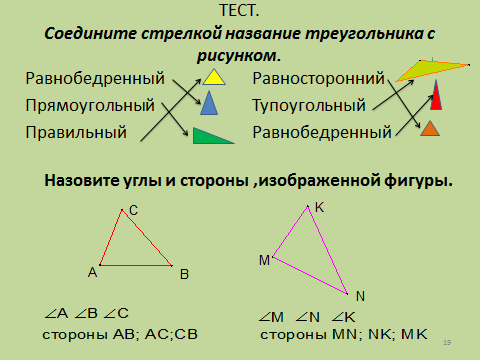 ТЕСТ.
Соедините стрелкой название треугольника с
рисунком.
Равнобедренный
Прямоугольный
Правильный
Равносторонний
Тупоугольный
Равнобедренный
Назовите углы и стороны ,изображенной фигуры.
C
A
B
K
M
N
∠A ∠B ∠C
стороны AB; AC;CB
∠M ∠N ∠K
стороны MN; NK; MK
19